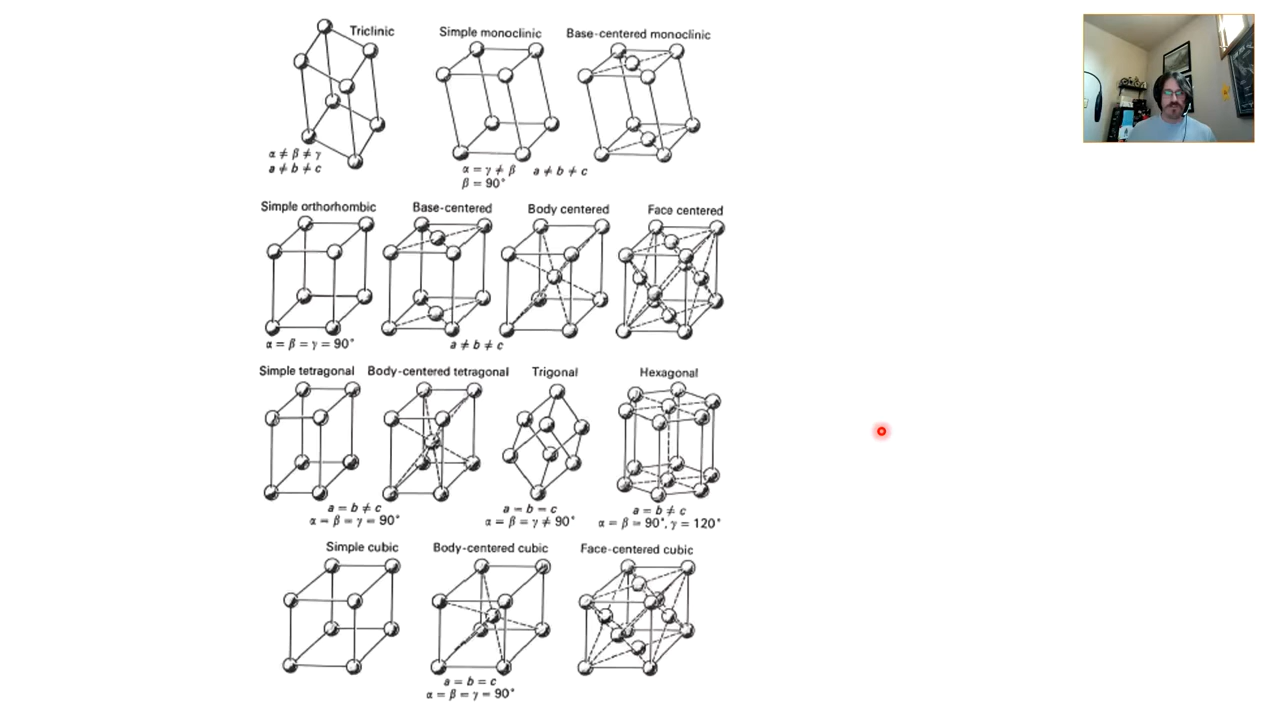 Triclinic
Simple monoclinic
Base-centered monoclinic
α ≠ β ≠ γ
a ≠ b ≠ c
α = γ ≠ β a ≠ b ≠ c
β = 90°
Simple orthorhombic
Base-centered
Body centered
Face centered
α = β = γ = 90°
a ≠ b ≠ c
Simple tetragonal
Body-centered tetragonal
Trigonal
Hexagonal
a = b ≠ c
α = β = γ = 90°
a = b = c
α = β = γ ≠ 90°
a = b ≠ c
α = β = 90°, γ = 120°
Simple cubic
Body-centered cubic
Face-centered cubic
a = b = c
α = β = γ = 90°